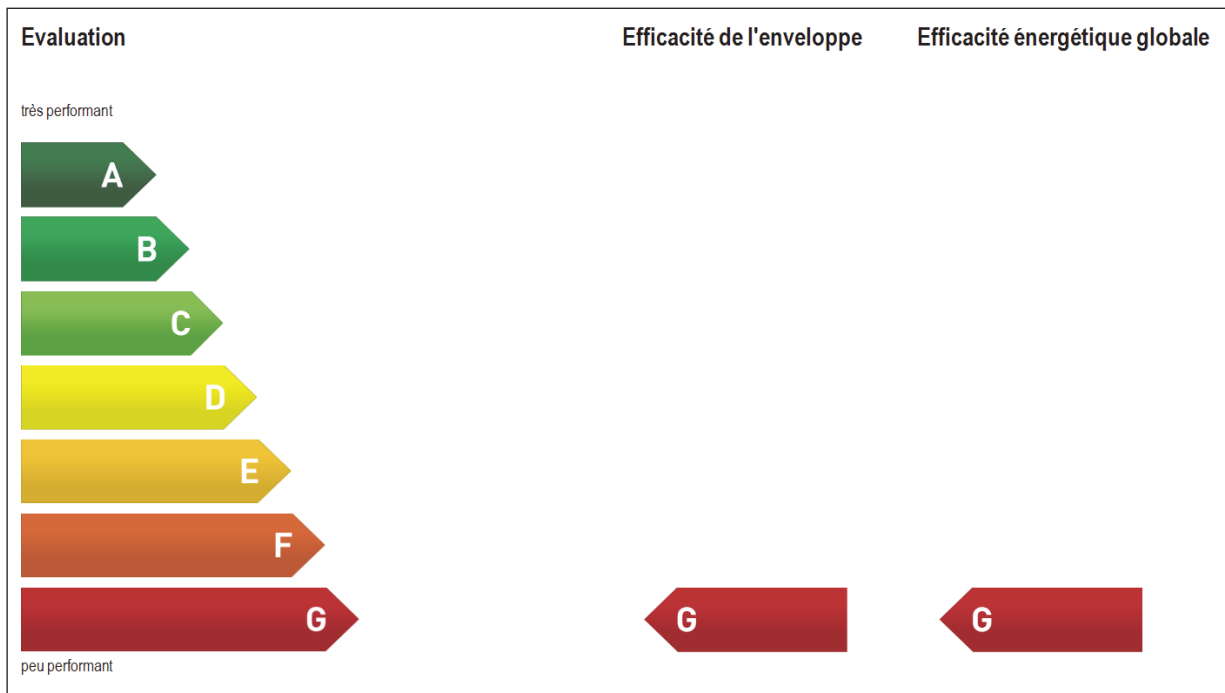 Evaluation Efficacité de l'enveloppe Efficacité énergétique globale
très performant
A
B
C
D
E
F
G G G
peu performant